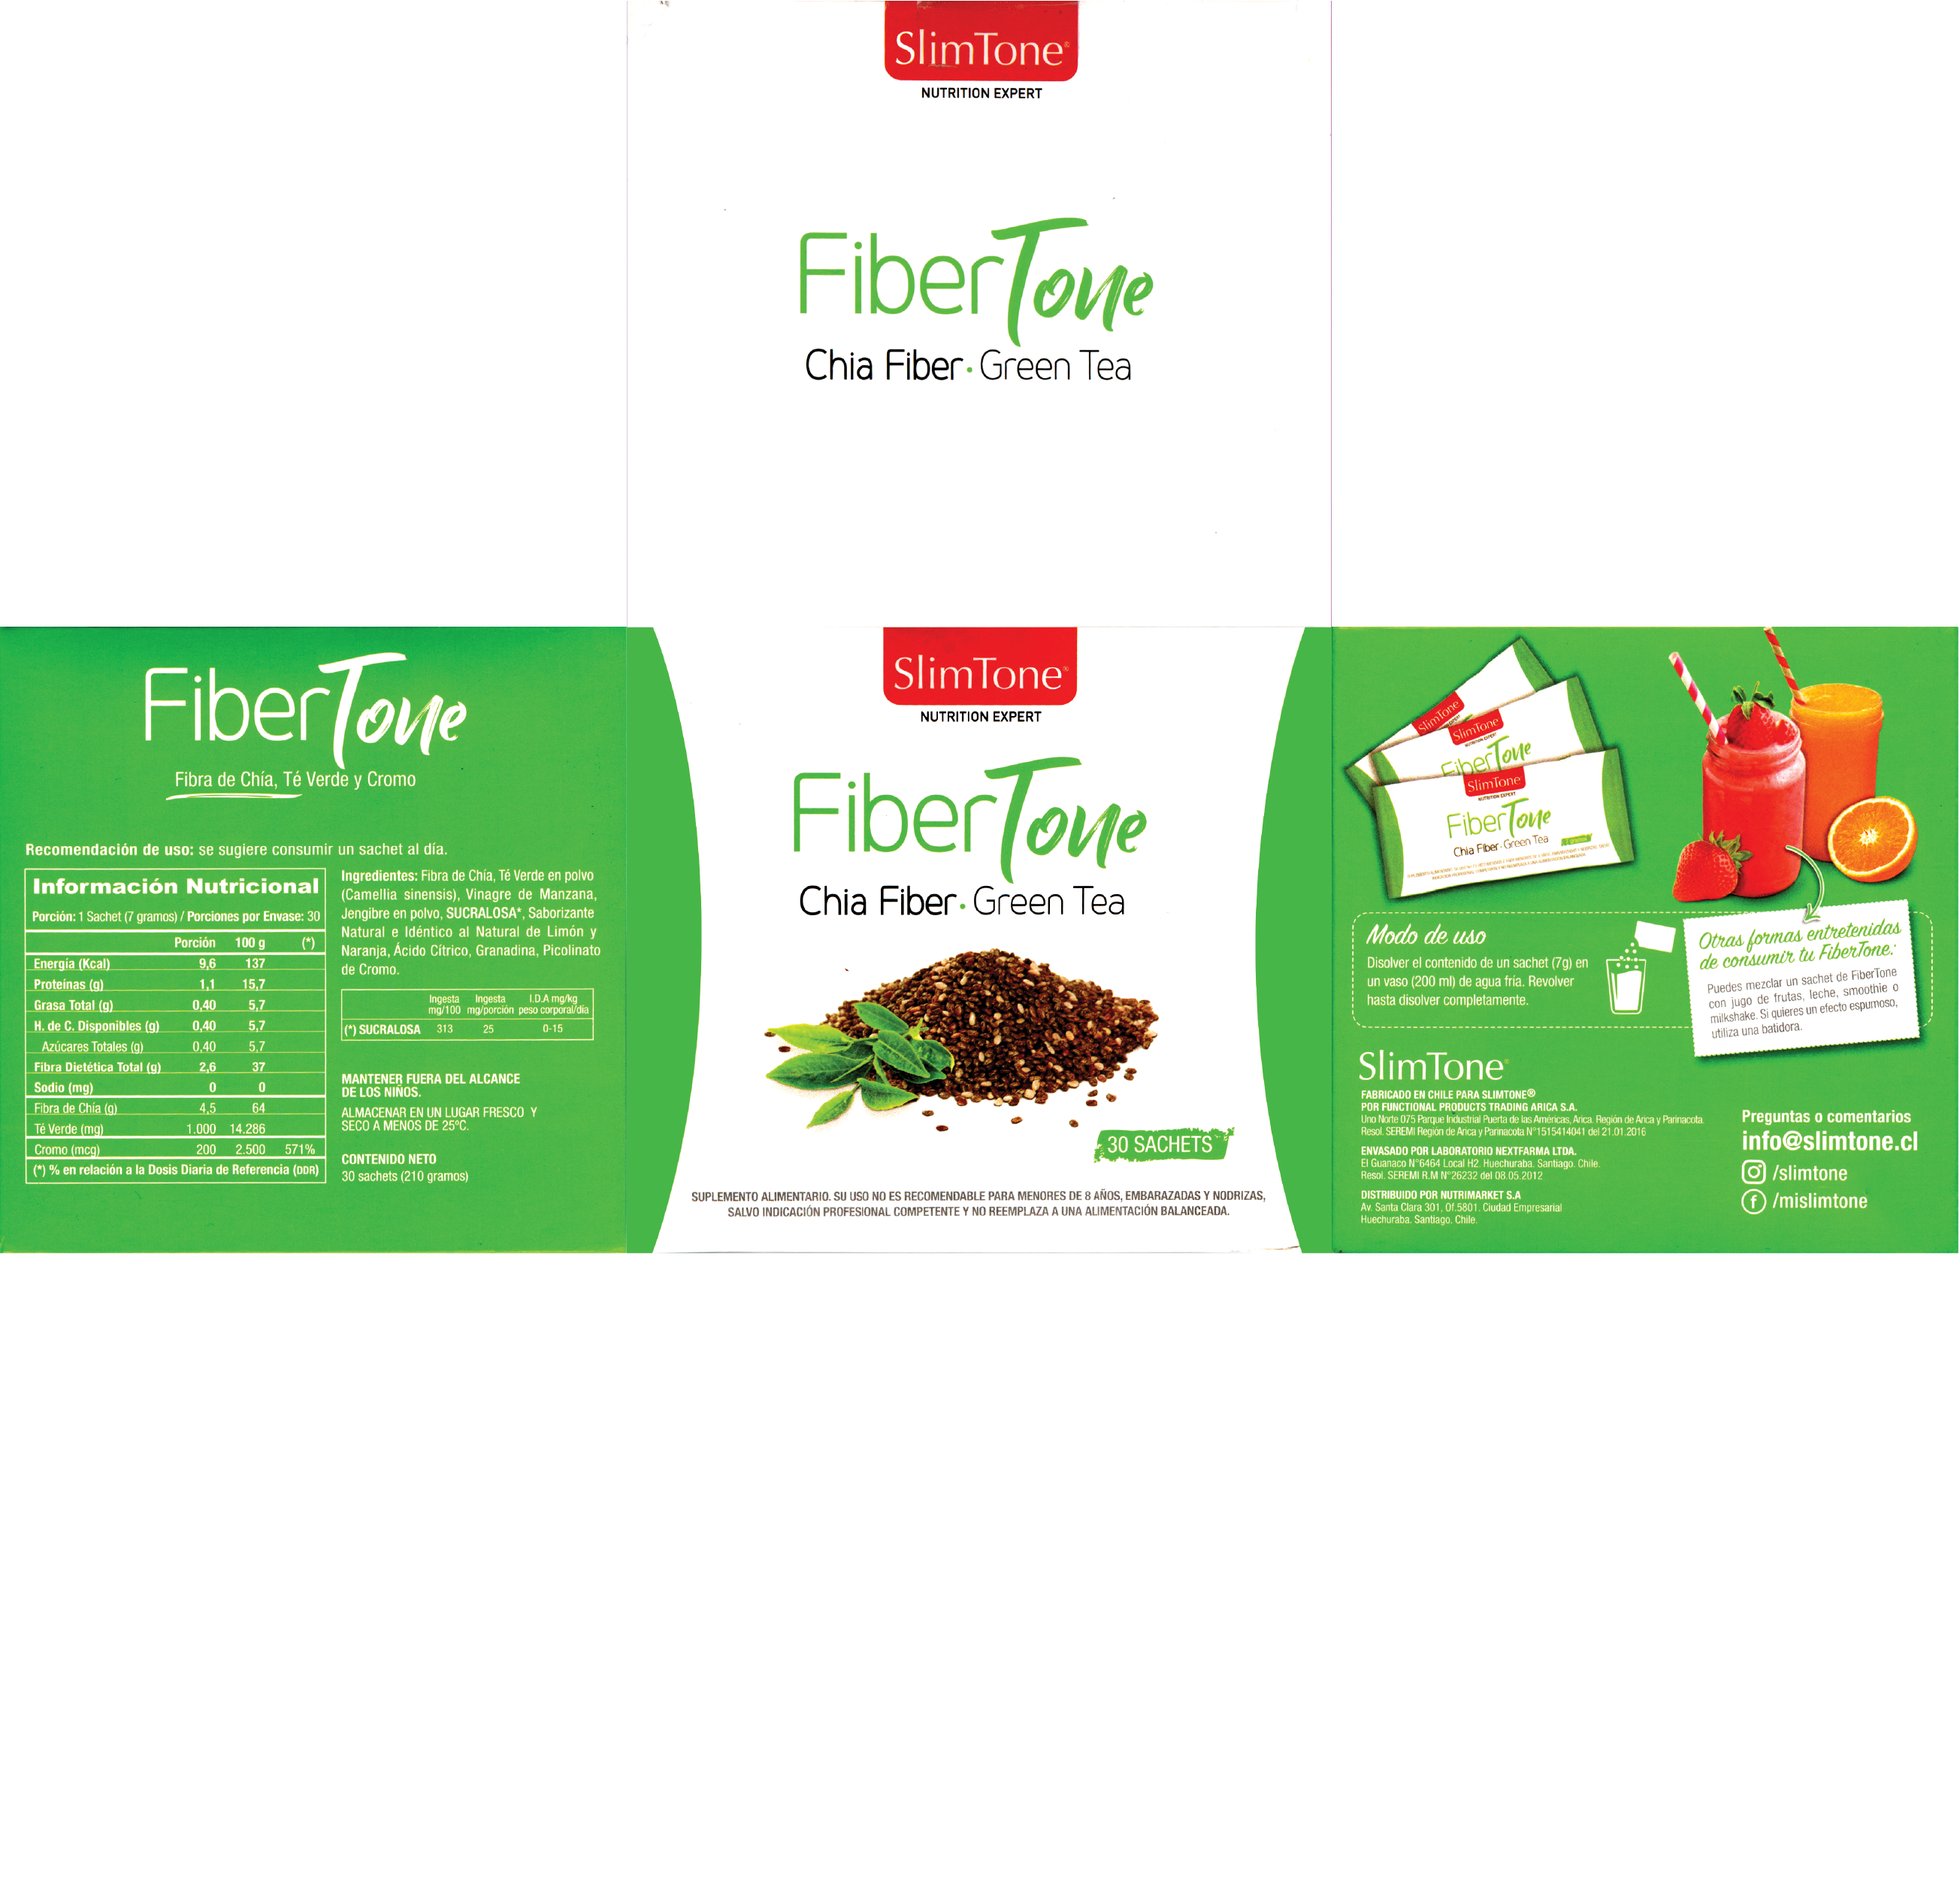 SlimTone®
NUTRITION EXPERT
FiberTone
Chia Fiber · Green Tea
FiberTone
Fibra de Chía, Té Verde y Cromo
Recomendación de uso: se sugiere consumir un sachet al día.
Información Nutricional
Porción: 1 Sachet (7 gramos) / Porciones por Envase: 30
Porción 100 g (*)
Energía (Kcal) 9,6 137
Proteínas (g) 1,1 15,7
Grasa Total (g) 0,40 5,7
H. de C. Disponibles (g) 0,40 5,7
Azúcares Totales (g) 0,40 5,7
Fibra Dietética Total (g) 2,6 37
Sodio (mg) 0 0
Fibra de Chía (g) 4,5 64
Té Verde (mg) 1.000 14.286
Cromo (mcg) 200 2.500 571%
(*) % en relación a la Dosis Diaria de Referencia (DDR)
Ingredientes: Fibra de Chía, Té Verde en polvo
(Camellia sinensis), Vinagre de Manzana,
Jengibre en polvo, SUCRALOSA*, Saborizante
Natural e Idéntico al Natural de Limón y
Naranja, Ácido Cítrico, Granadina, Picolinato
de Cromo.
Ingesta Ingesta I.D.A mg/kg
mg/100 mg/porción peso corporal/día
(*) SUCRALOSA 313 25 0-15
MANTENER FUERA DEL ALCANCE
DE LOS NIÑOS.
ALMACENAR EN UN LUGAR FRESCO Y
SECO A MENOS DE 25ºC.
CONTENIDO NETO
30 sachets (210 gramos)
SlimTone®
NUTRITION EXPERT
FiberTone
Chia Fiber · Green Tea
30 SACHETS
SUPLEMENTO ALIMENTARIO. SU USO NO ES RECOMENDABLE PARA MENORES DE 8 AÑOS, EMBARAZADAS Y NODRIZAS,
SALVO INDICACIÓN PROFESIONAL COMPETENTE Y NO REEMPLAZA A UNA ALIMENTACIÓN BALANCEADA.
SlimTone
SlimTone
NUTRITION EXPERT
FiberTone
SlimTone
NUTRITION EXPERT
FiberTone
Chia Fiber · Green Tea
Modo de uso
Disolver el contenido de un sachet (7g) en
un vaso (200 ml) de agua fría. Revolver
hasta disolver completamente.
Otras formas entretenidas
de consumir tu FiberTone:
Puedes mezclar un sachet de FiberTone
con jugo de frutas, leche, smoothie o
milkshake. Si quieres un efecto espumoso,
utiliza una batidora.
SlimTone®
FABRICADO EN CHILE PARA SLIMTONE®
POR FUNCTIONAL PRODUCTS TRADING ARICA S.A.
Uno Norte 075 Parque Industrial Puerta de las Américas, Arica. Región de Arica y Parinacota.
Resol. SEREMI Región de Arica y Parinacota N°1515414041 del 21.01.2016
ENVASADO POR LABORATORIO NEXTFARMA LTDA.
El Guanaco N°6464 Local H2. Huechuraba. Santiago. Chile.
Resol. SEREMI R.M N°26232 del 08.05.2012
DISTRIBUIDO POR NUTRIMARKET S.A
Av. Santa Clara 301, Of.5801. Ciudad Empresarial
Huechuraba. Santiago. Chile.
Preguntas o comentarios
info@slimtone.cl
/slimtone
/mislimtone